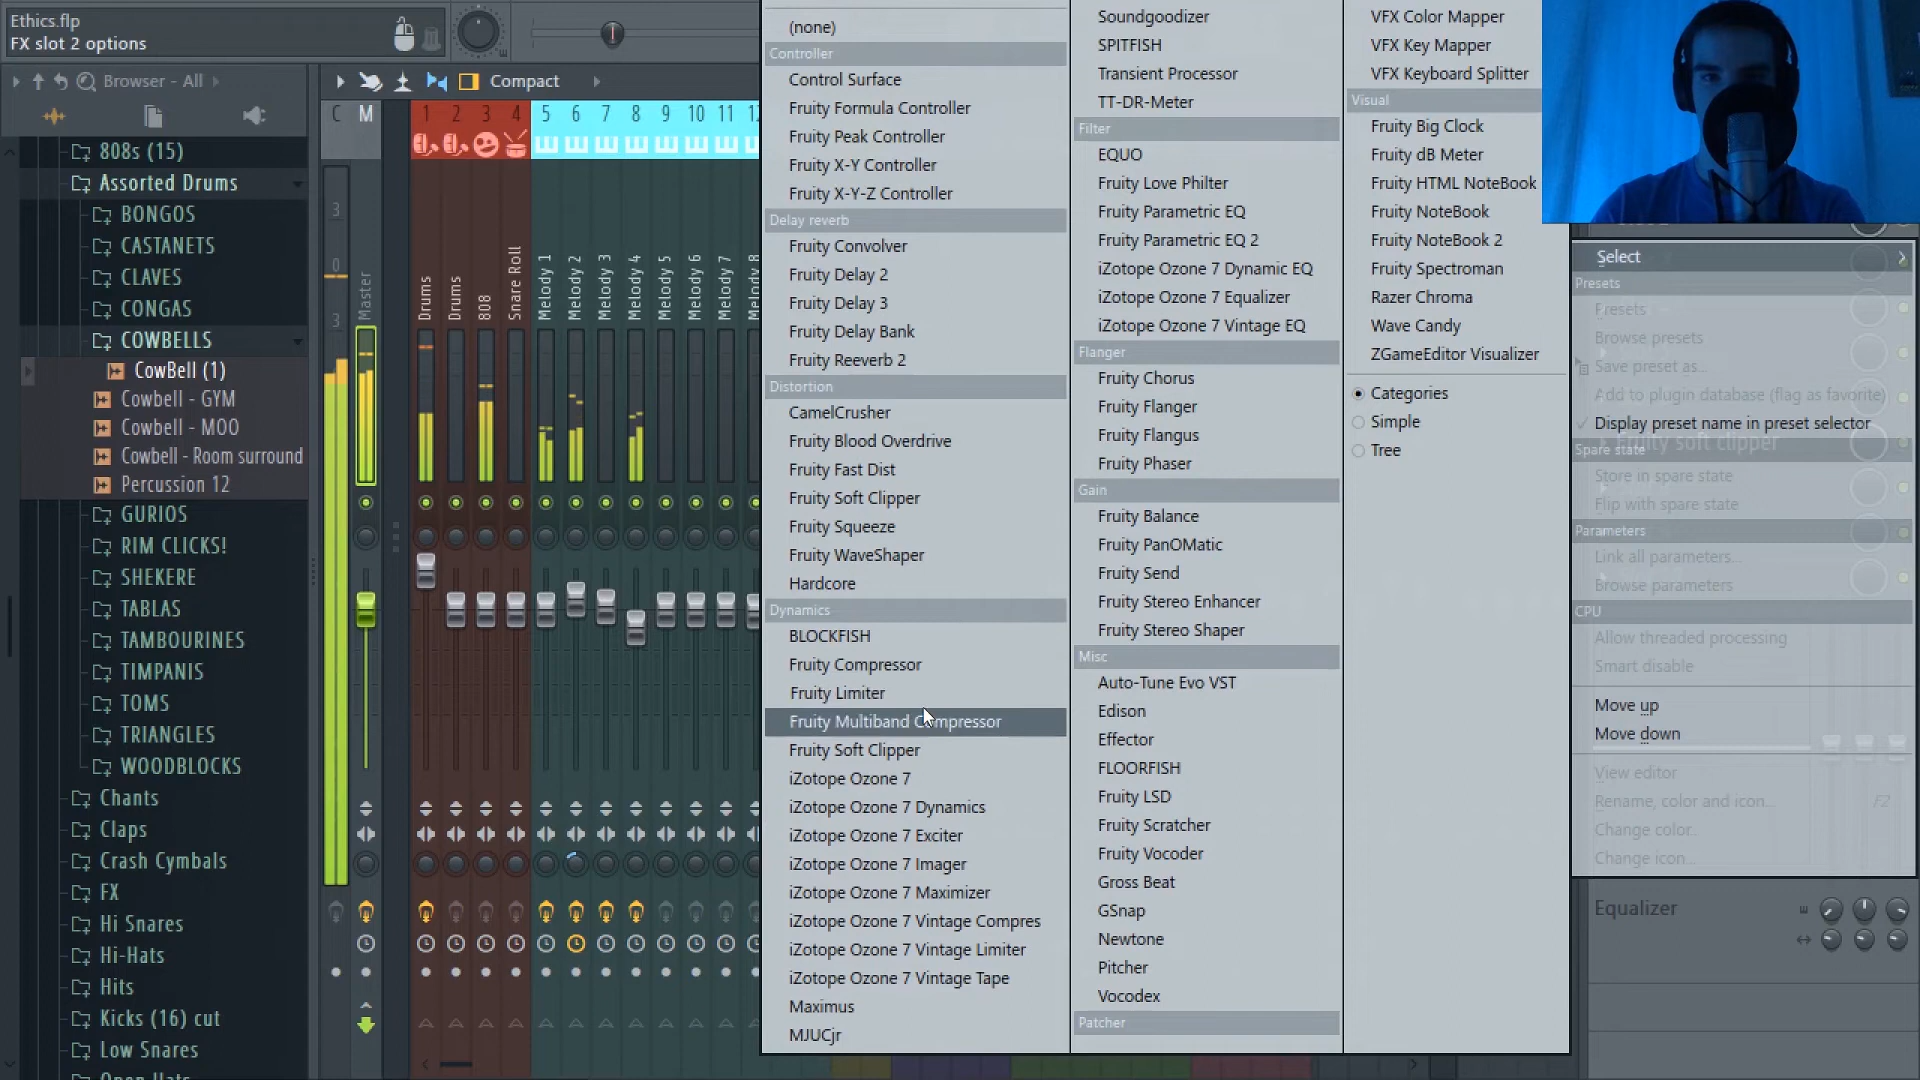 Ethics.flp
FX slot 2 options
Browser - All
808s (15)
Assorted Drums
BONGOS
CASTANETS
CLAVES
CONGAS
COWBELLS
CowBell (1)
Cowbell - GYM
Cowbell - MOO
Cowbell - Room surround
Percussion 12
GURIOS
RIM CLICKS!
SHEKERE
TABLAS
TAMBOURINES
TIMPANIS
TOMS
TRIANGLES
WOODBLOCKS
Chants
Claps
Crash Cymbals
FX
Hi Snares
Hi-Hats
Hits
Kicks (16) cut
Low Snares
Open Hats
Compact
C M 1 2 3 4 5 6 7 8 9 10 11 12
3
0
3
Master
Drums
Drums
808
Snare Roll
Melody 1
Melody 2
Melody 3
Melody 4
Melody 5
Melody 6
Melody 7
Melody 8
(none)
Controller
Control Surface
Fruity Formula Controller
Fruity Peak Controller
Fruity X-Y Controller
Fruity X-Y-Z Controller
Delay reverb
Fruity Convolver
Fruity Delay 2
Fruity Delay 3
Fruity Delay Bank
Fruity Reeverb 2
Distortion
CamelCrusher
Fruity Blood Overdrive
Fruity Fast Dist
Fruity Soft Clipper
Fruity Squeeze
Fruity WaveShaper
Hardcore
Dynamics
BLOCKFISH
Fruity Compressor
Fruity Limiter
Fruity Multiband Compressor
Fruity Soft Clipper
iZotope Ozone 7
iZotope Ozone 7 Dynamics
iZotope Ozone 7 Exciter
iZotope Ozone 7 Imager
iZotope Ozone 7 Maximizer
iZotope Ozone 7 Vintage Compres
iZotope Ozone 7 Vintage Limiter
iZotope Ozone 7 Vintage Tape
Maximus
MJUCjr
Soundgoodizer
SPITFISH
Transient Processor
TT-DR-Meter
Filter
EQUO
Fruity Love Philter
Fruity Parametric EQ
Fruity Parametric EQ 2
iZotope Ozone 7 Dynamic EQ
iZotope Ozone 7 Equalizer
iZotope Ozone 7 Vintage EQ
Flanger
Fruity Chorus
Fruity Flanger
Fruity Flangus
Fruity Phaser
Gain
Fruity Balance
Fruity PanOMatic
Fruity Send
Fruity Stereo Enhancer
Fruity Stereo Shaper
Misc
Auto-Tune Evo VST
Edison
Effector
FLOORFISH
Fruity LSD
Fruity Scratcher
Fruity Vocoder
Gross Beat
GSnap
Newtone
Pitcher
Vocodex
Patcher
VFX Color Mapper
VFX Key Mapper
VFX Keyboard Splitter
Visual
Fruity Big Clock
Fruity dB Meter
Fruity HTML NoteBook
Fruity NoteBook
Fruity NoteBook 2
Fruity Spectroman
Razer Chroma
Wave Candy
ZGameEditor Visualizer
Categories
Simple
Tree
Select
Presets
Presets
Browse presets
Save preset as...
Add to plugin database (flag as favorite)
Display preset name in preset selector
Fruity soft clipper
Spare state
Store in spare state
Flip with spare state
Parameters
Link all parameters...
Browse parameters
CPU
Allow threaded processing
Smart disable
Move up
Move down
View editor
Rename, color and icon... F2
Change color...
Change icon...
Equalizer